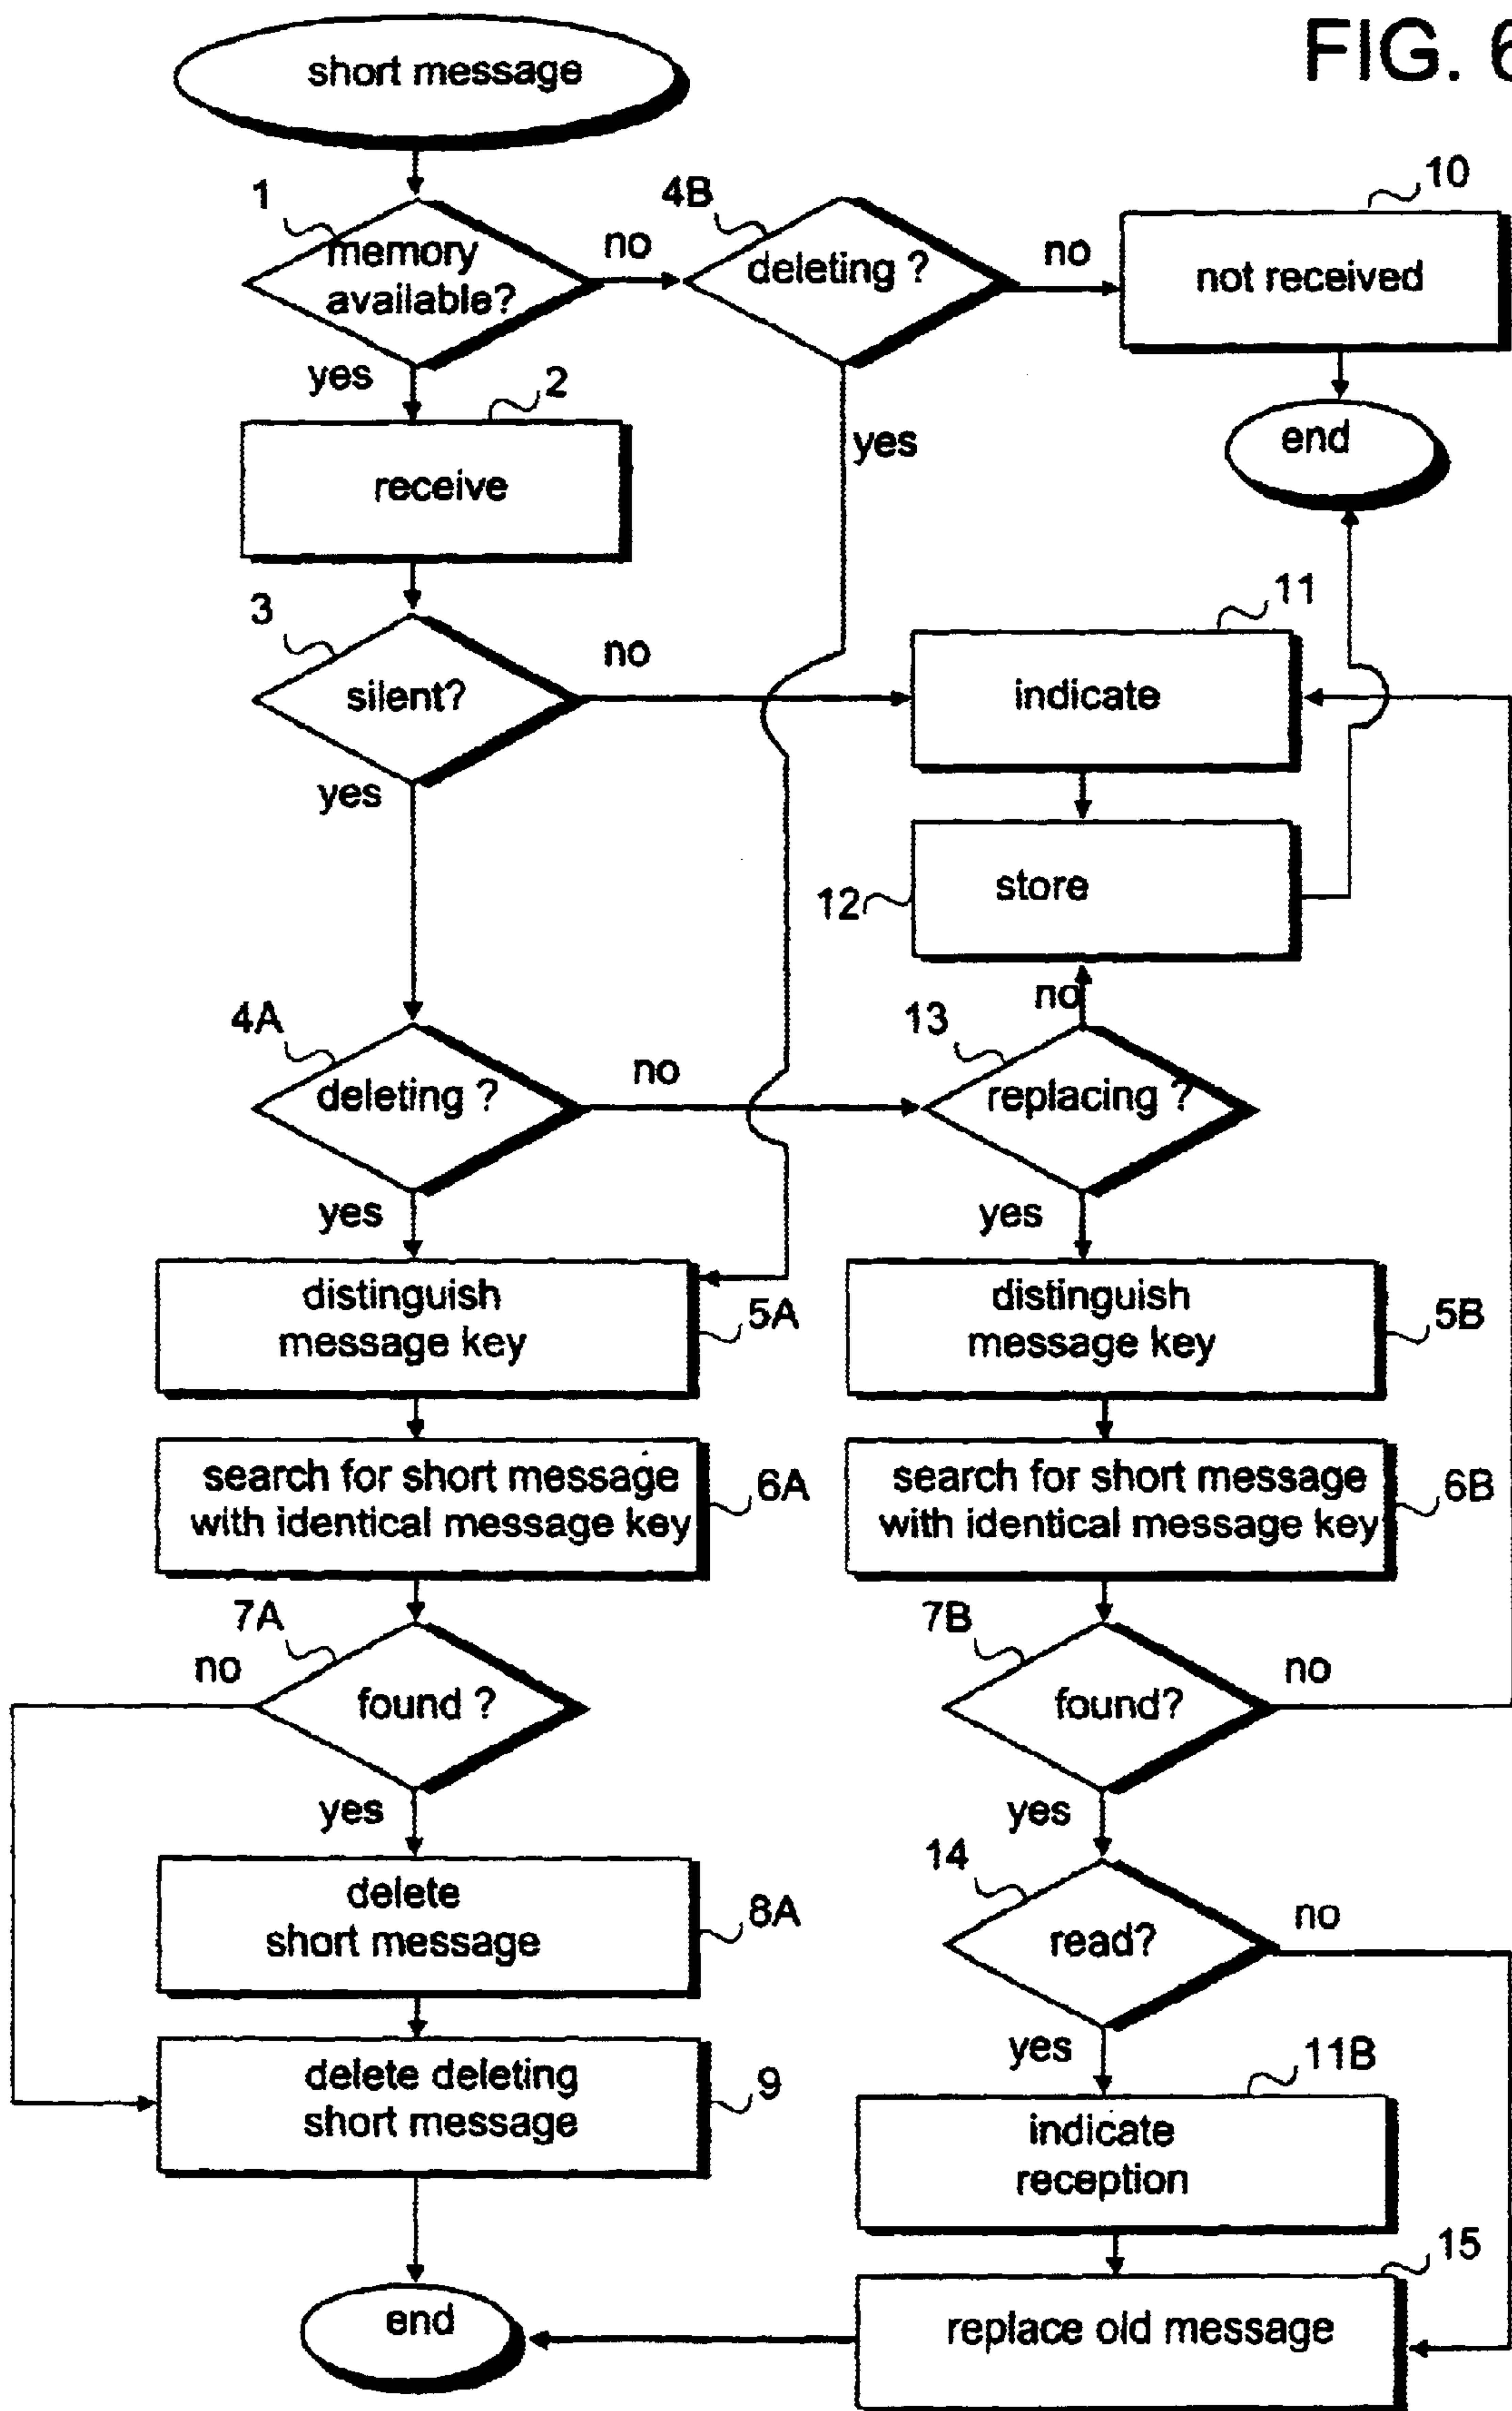 FIG. 6
short message
1
memory
available?
no
4B
deleting ?
no
10
not received
yes
2
receive
yes
end
3
silent?
no
11
indicate
yes
12
store
no
4A
deleting ?
no
13
replacing ?
yes
distinguish
message key
5A
yes
distinguish
message key
5B
search for short message
with identical message key
6A
search for short message
with identical message key
6B
7A
no
found ?
7B
found?
no
yes
delete
short message
8A
yes
14
read?
no
delete deleting
short message
9
yes
11B
indicate
reception
15
replace old message
end